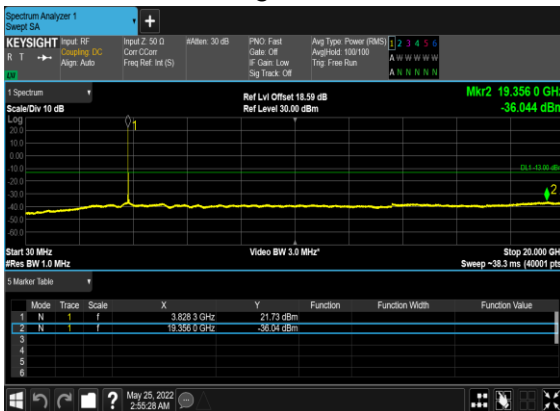 Spectrum Analyzer 1
Swept SA
KEYSIGHT Input: RF Input Z: 50 Ω #Atten: 30 dB PNO: Fast Avg Type: Power (RMS) 1 2 3 4 5 6
R T Coupling: DC Corr CCorr Gate: Off Avg|Hold: 100/100 A W W W W W
Align: Auto Freq Ref: Int (S) IF Gain: Low Trig: Free Run
Sig Track: Off A N N N N N
1 Spectrum Ref Lvl Offset 18.59 dB Mkr2 19.356 0 GHz
Scale/Div 10 dB Ref Level 30.00 dBm -36.044 dBm
Log
20.0
10.0
0.00
-10.0
-20.0
-30.0
-40.0
-50.0
-60.0
1
DL1 -13.00 dBm
2
Start 30 MHz Video BW 3.0 MHz* Stop 20.000 GHz
#Res BW 1.0 MHz Sweep ~38.3 ms (40001 pts)
5 Marker Table
Mode Trace Scale X Y Function Function Width Function Value
1 N 1 f 3.828 3 GHz 21.73 dBm
2 N 1 f 19.356 0 GHz -36.04 dBm
3
4
5
6
May 25, 2022
2:55:28 AM